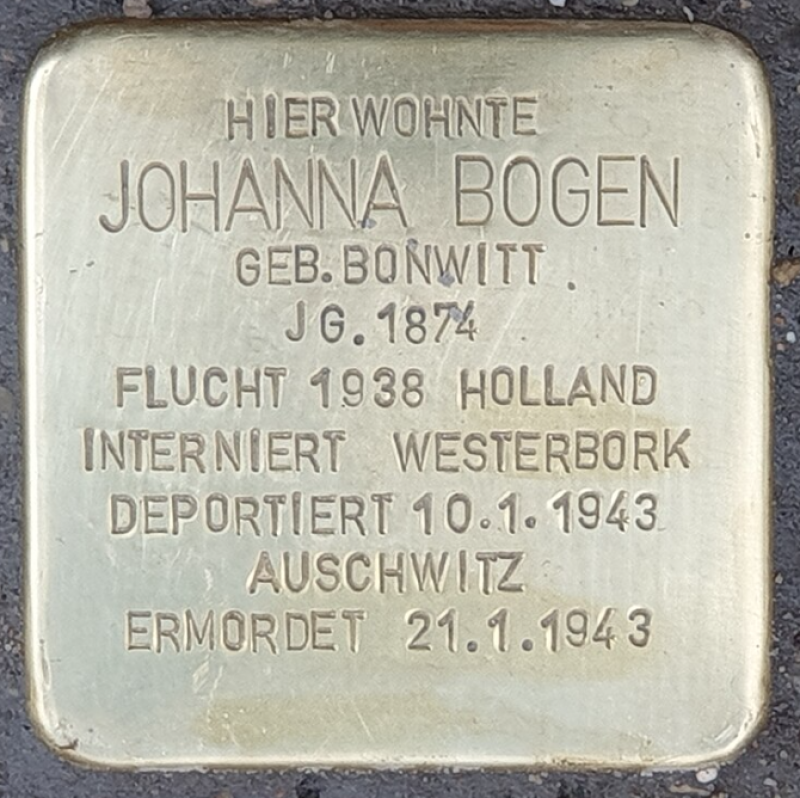 HIER WOHNTE
JOHANNA BOGEN
GEB. BONWITT
JG. 1874
FLUCHT 1938 HOLLAND
INTERNIERT WESTERBORK
DEPORTIERT 10.1.1943
AUSCHWITZ
ERMORDET 21.1.1943